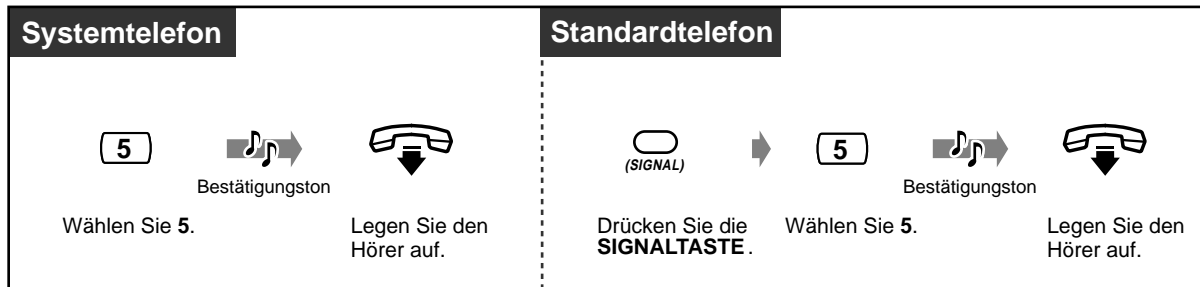 Systemtelefon
5
Bestätigungston
Wählen Sie 5.
Legen Sie den
Hörer auf.
Standardtelefon
(SIGNAL)
5
Bestätigungston
Drücken Sie die
SIGNALTASTE.
Wählen Sie 5.
Legen Sie den
Hörer auf.